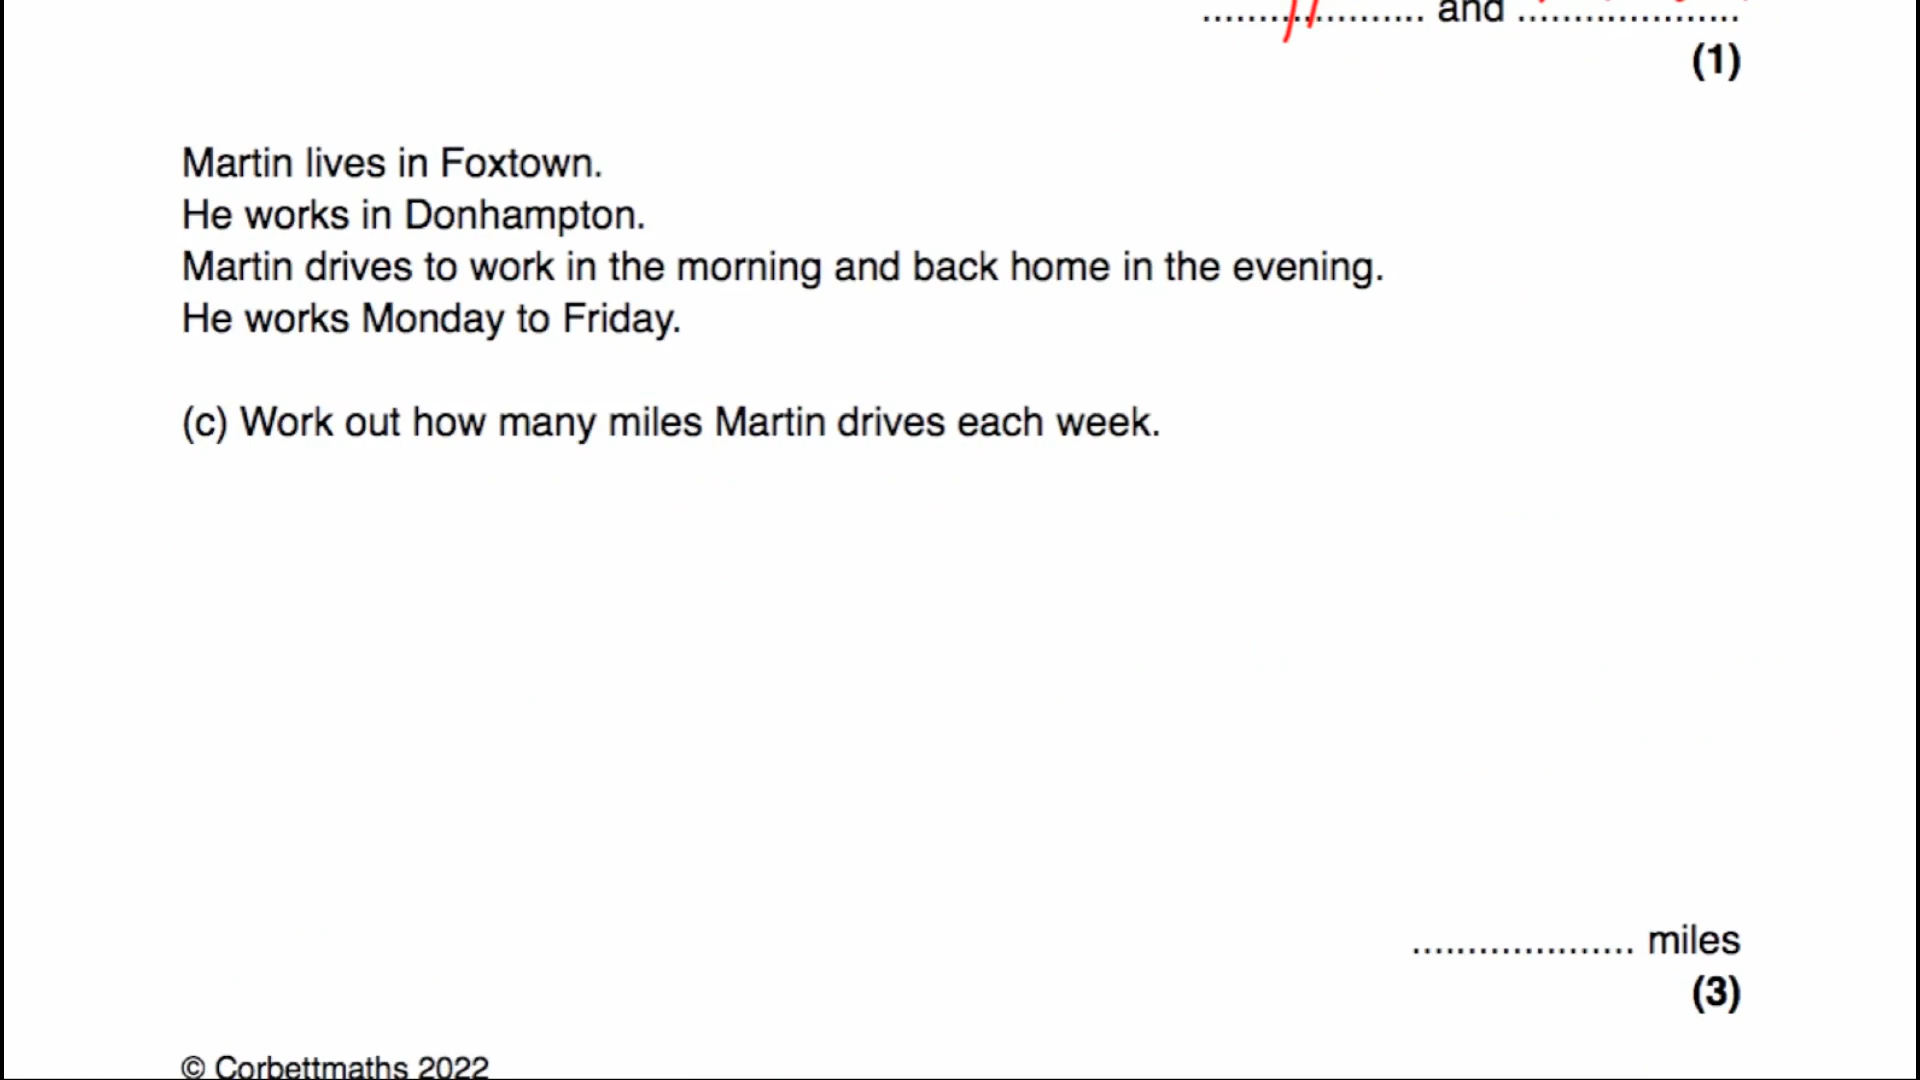 .................... and ....................
(1)
Martin lives in Foxtown.
He works in Donhampton.
Martin drives to work in the morning and back home in the evening.
He works Monday to Friday.
(c) Work out how many miles Martin drives each week.
.................... miles
(3)
© Corbettmaths 2022